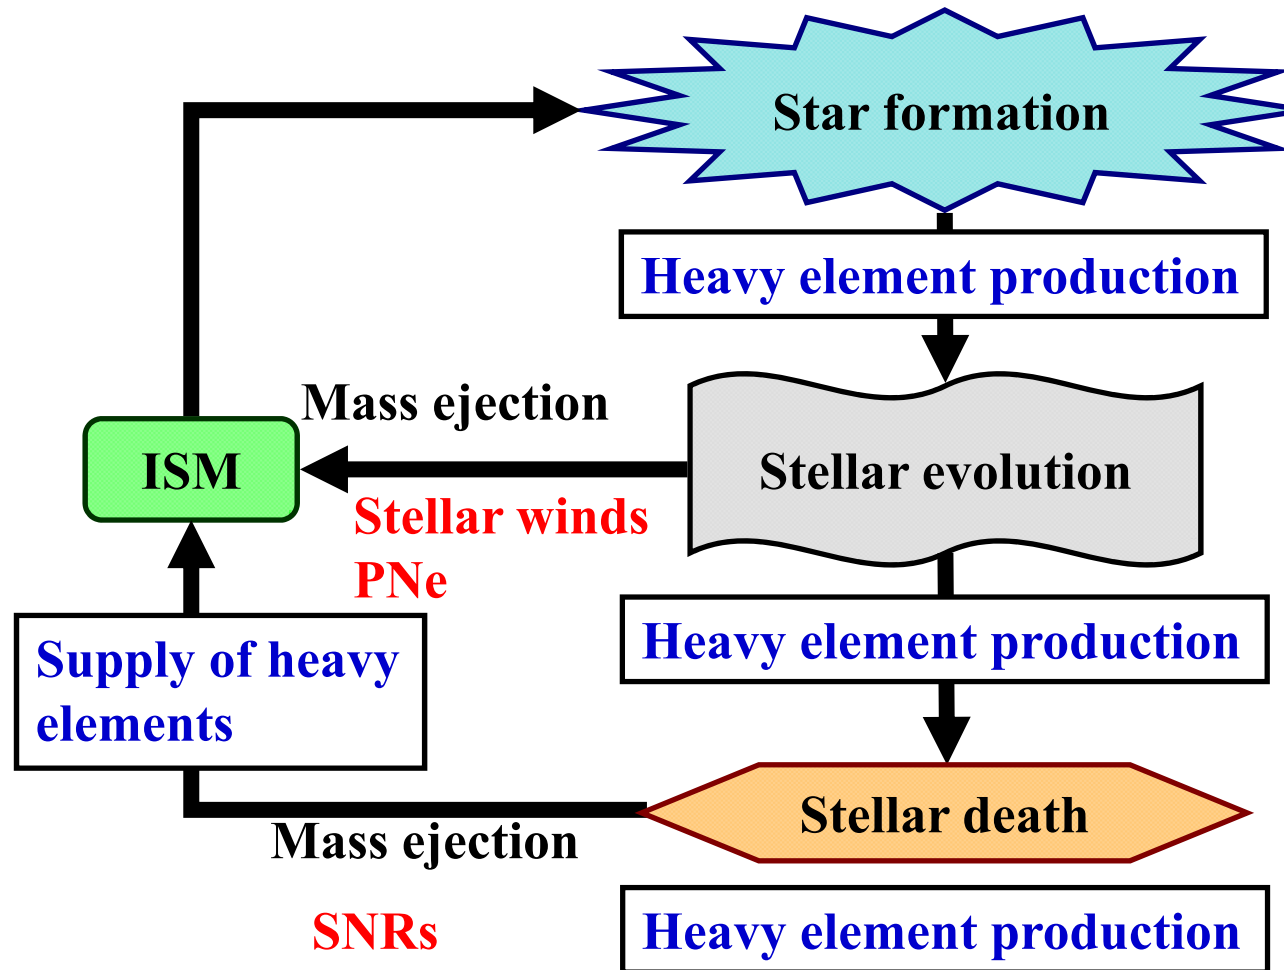 Star formation
Heavy element production
Mass ejection
ISM
Stellar evolution
Stellar winds
PNe
Heavy element production
Supply of heavy
elements
Stellar death
Mass ejection
SNRs
Heavy element production